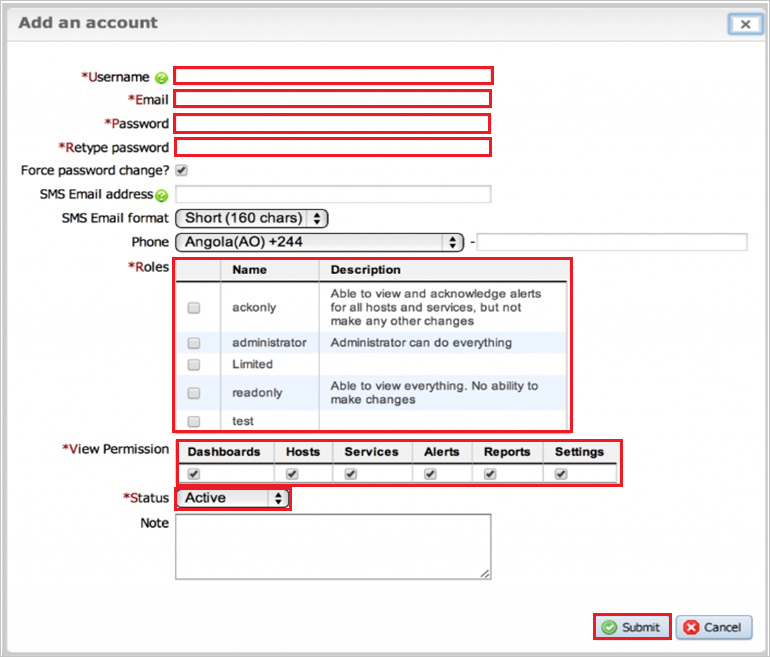 Add an account
*Username
*Email
*Password
*Retype password
Force password change?
SMS Email address
SMS Email format Short (160 chars)
Phone Angola(AO) +244 -
*Roles Name Description
ackonly Able to view and acknowledge alerts
for all hosts and services, but not
make any other changes
administrator Administrator can do everything
Limited
readonly Able to view everything. No ability to
make changes
test
*View Permission Dashboards Hosts Services Alerts Reports Settings
*Status Active
Note
Submit Cancel